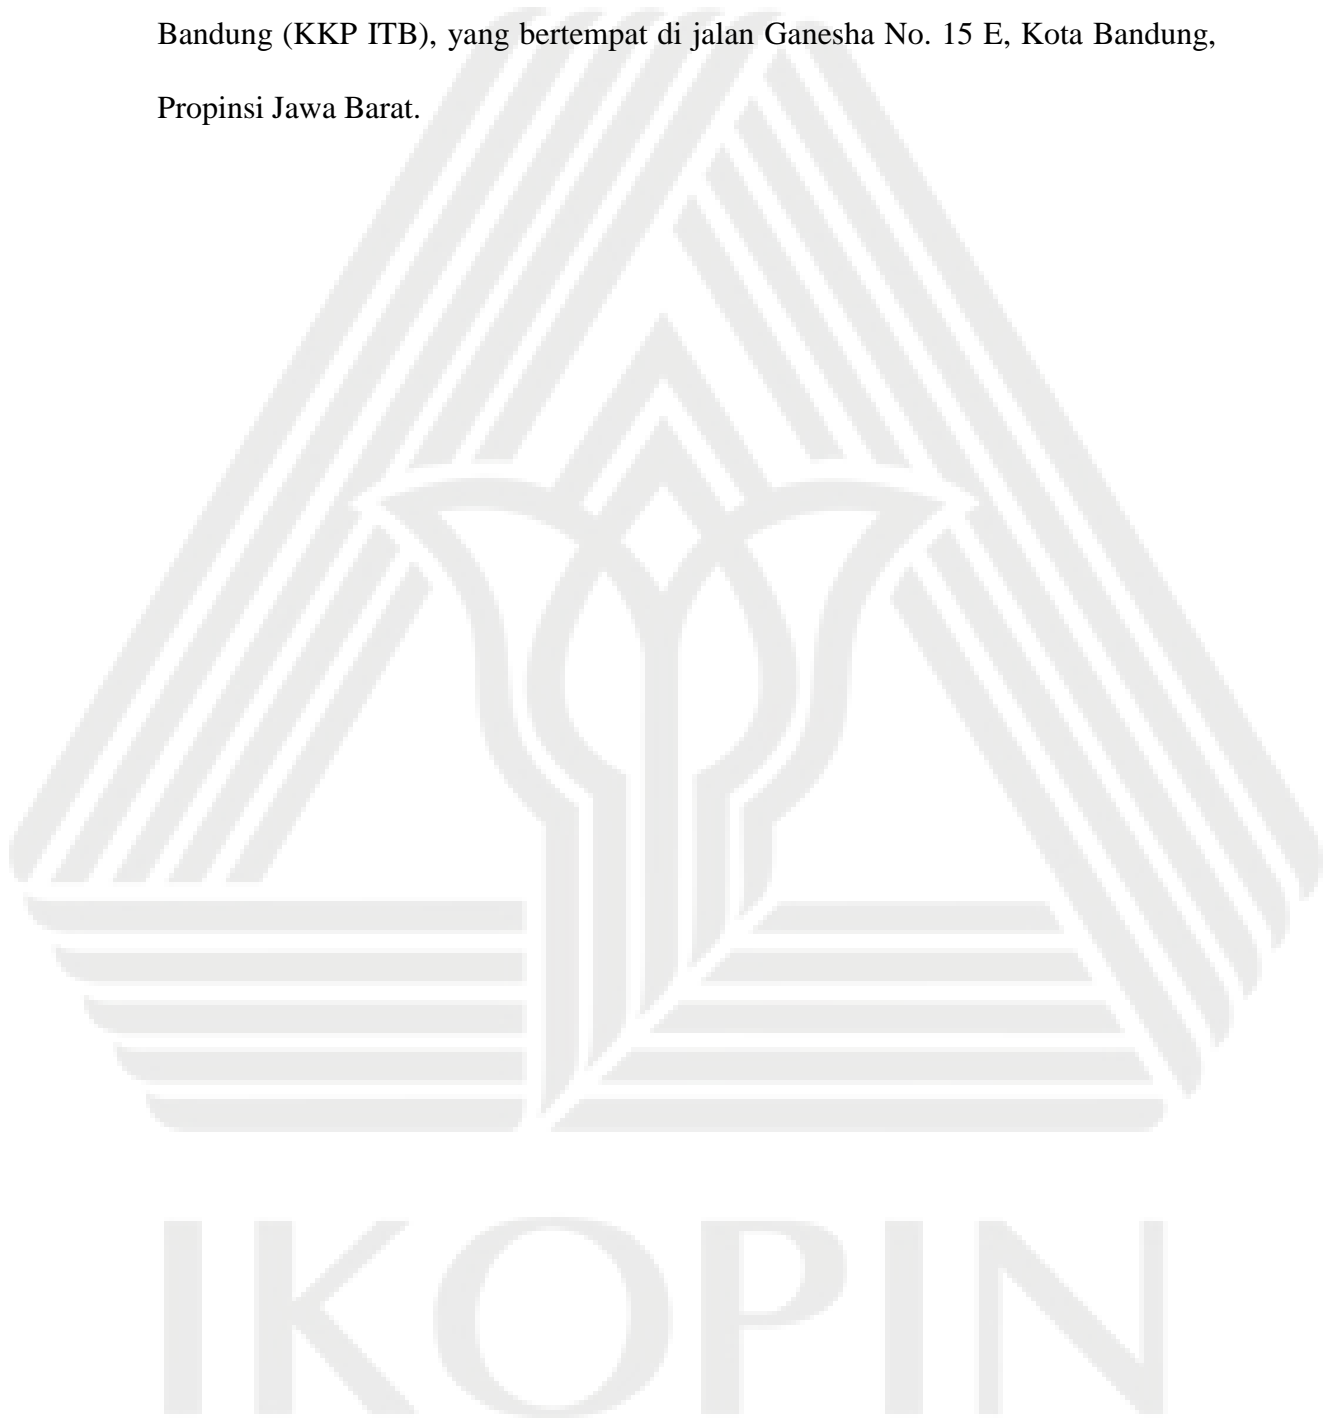 Bandung (KKP ITB), yang bertempat di jalan Ganesha No. 15 E, Kota Bandung,
Propinsi Jawa Barat.
IKOPIN